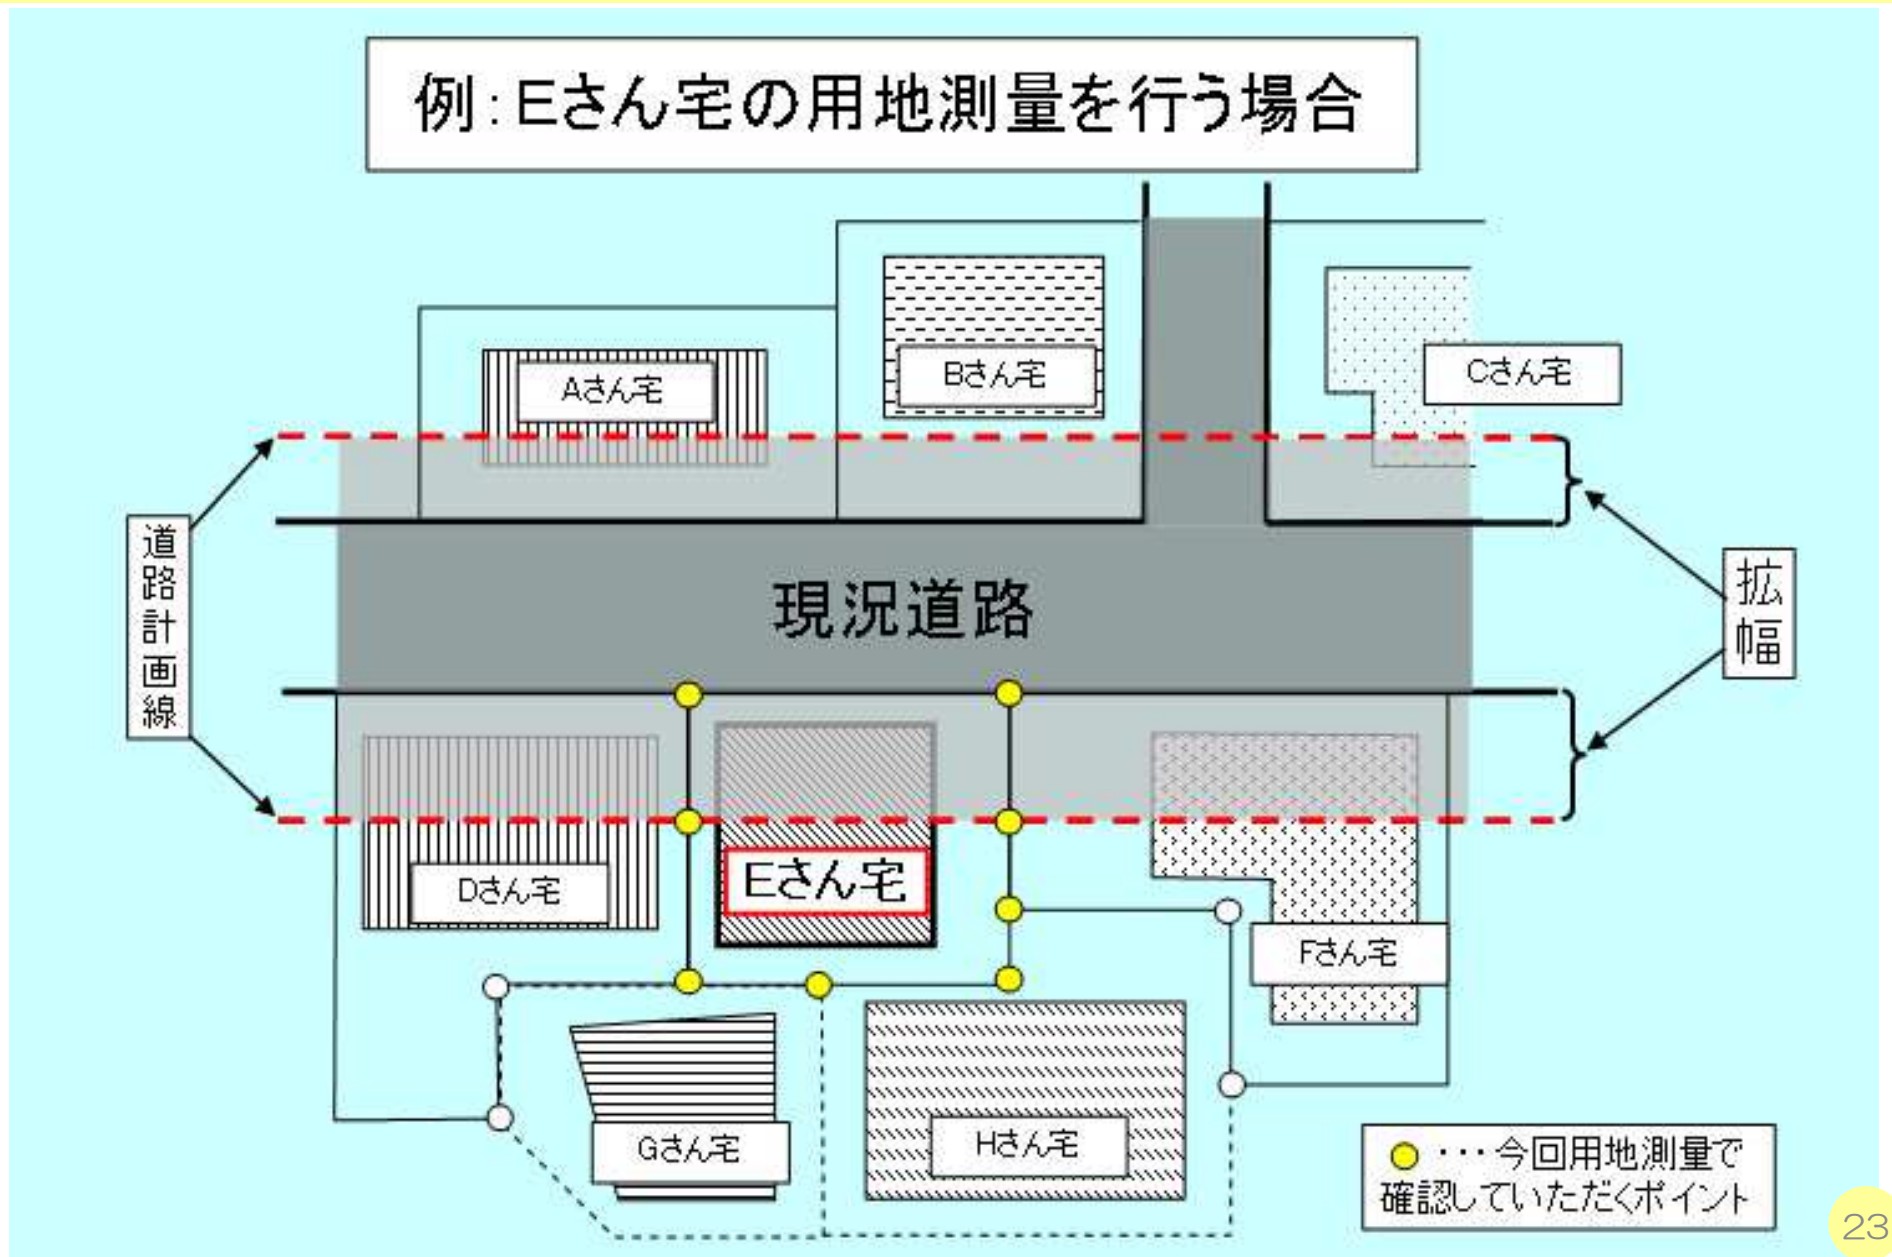 例:Eさん宅の用地測量を行う場合
Bさん宅
Cさん宅
Aさん宅
道路計画線
現況道路
拡幅
Dさん宅
Eさん宅
Fさん宅
Gさん宅
Hさん宅
・・・今回用地測量で
確認していただくポイント
23